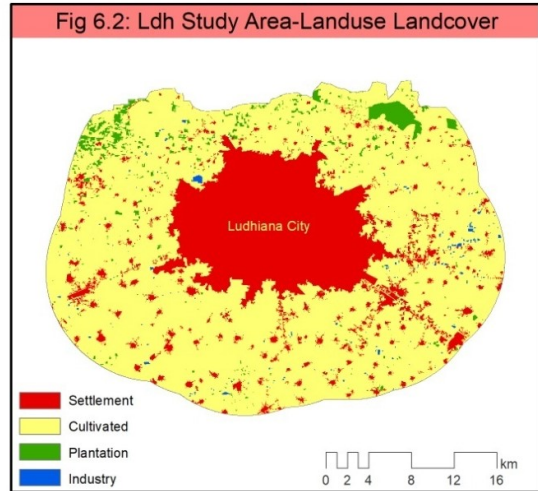 Fig 6.2: Ldh Study Area-Landuse Landcover
Ludhiana City
Settlement
Cultivated
Plantation
Industry
km
0 2 4 8 12 16